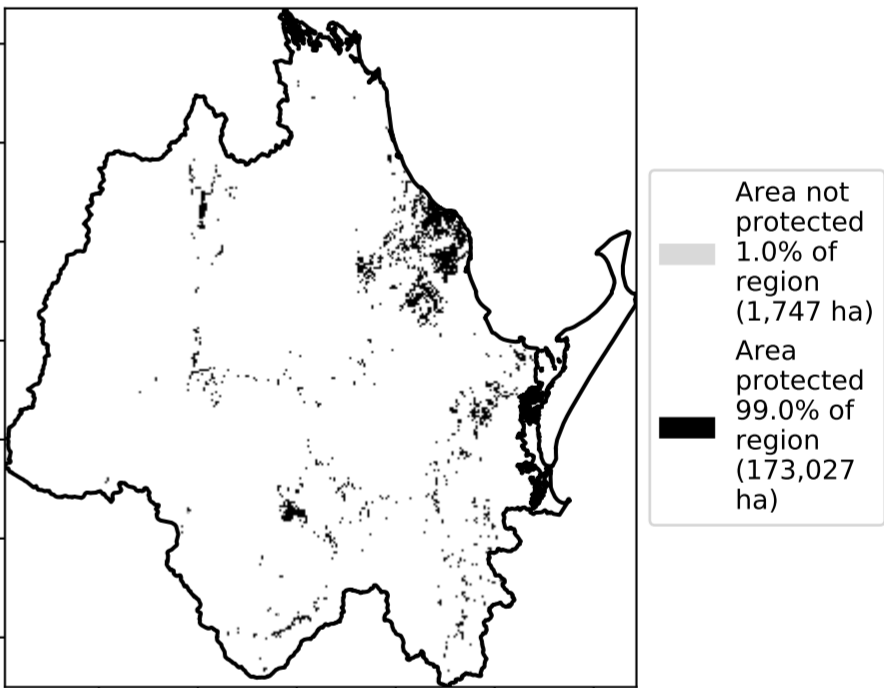 Area not
protected
1.0% of
region
(1,747 ha)
Area
protected
99.0% of
region
(173,027
ha)